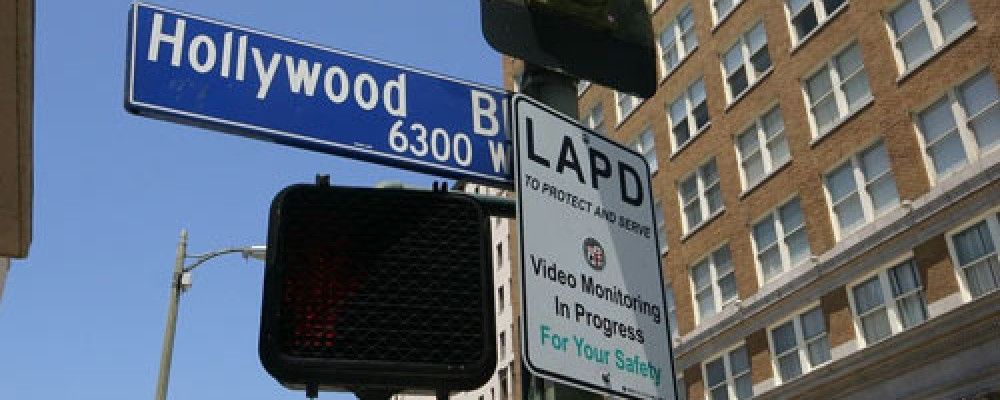 Hollywood
6300 W
LAPD
TO PROTECT AND SERVE
Video Monitoring
In Progress
For Your Safety